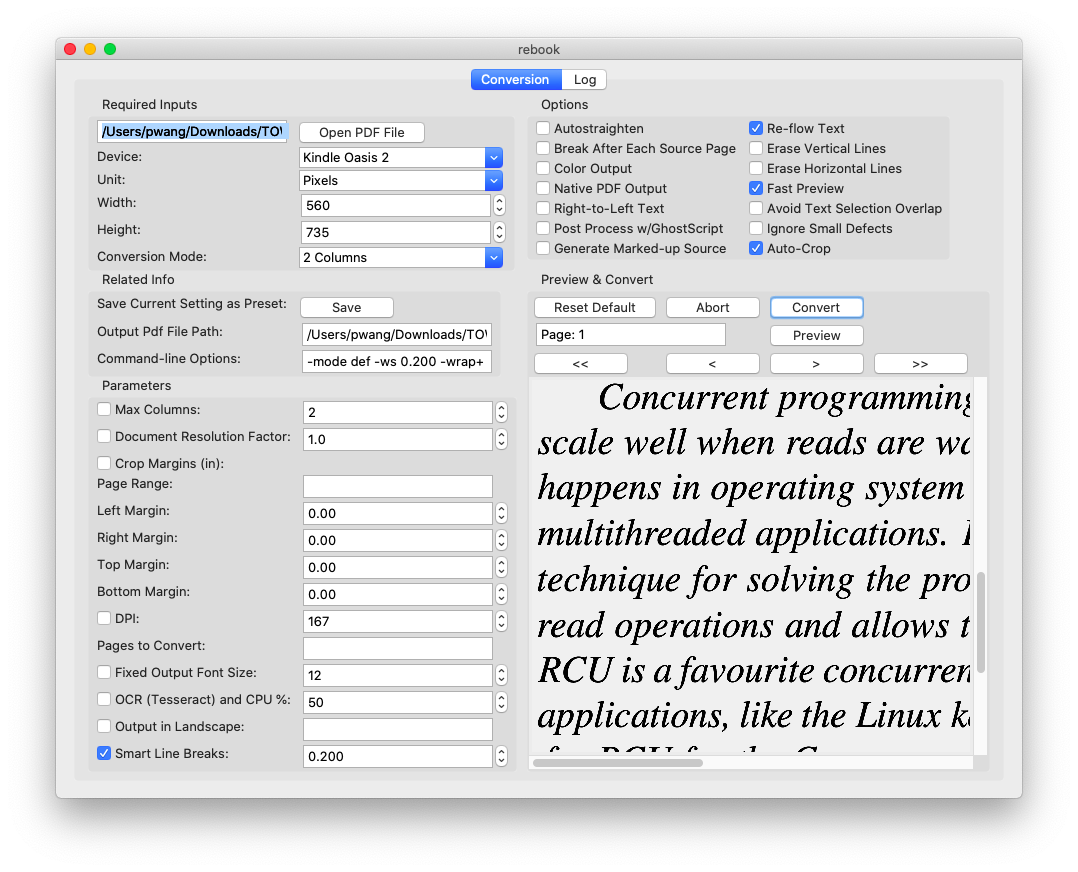 rebook
Conversion Log
Required Inputs
/Users/pwang/Downloads/TOW
Open PDF File
Device: Kindle Oasis 2
Unit: Pixels
Width: 560
Height: 735
Conversion Mode: 2 Columns
Related Info
Save Current Setting as Preset: Save
Output Pdf File Path: /Users/pwang/Downloads/TOW
Command-line Options: -mode def -ws 0.200 -wrap+
Parameters
Max Columns: 2
Document Resolution Factor: 1.0
Crop Margins (in):
Page Range:
Left Margin: 0.00
Right Margin: 0.00
Top Margin: 0.00
Bottom Margin: 0.00
DPI: 167
Pages to Convert:
Fixed Output Font Size: 12
OCR (Tesseract) and CPU %: 50
Output in Landscape:
Smart Line Breaks: 0.200
Options
Autostraighten Re-flow Text
Break After Each Source Page Erase Vertical Lines
Color Output Erase Horizontal Lines
Native PDF Output Fast Preview
Right-to-Left Text Avoid Text Selection Overlap
Post Process w/GhostScript Ignore Small Defects
Generate Marked-up Source Auto-Crop
Preview & Convert
Reset Default Abort Convert
Page: 1 Preview
<< < > >>
Concurrent programming
scale well when reads are
happens in operating system
multithreaded applications.
technique for solving the
read operations and allows
RCU is a favourite
applications, like the Linux